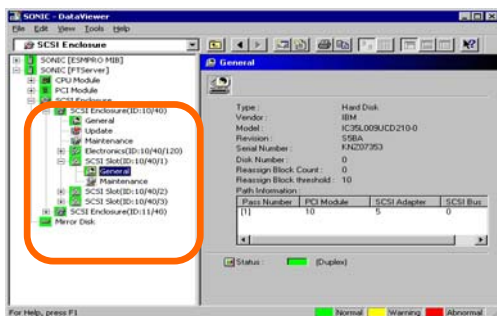 SONIC - DataViewer
File Edit View Tools Help
SCSI Enclosure
SONIC [ESMPRO MIB]
SONIC [FTServer]
CPU Module
PCI Module
SCSI Enclosure
SCSI Enclosure(ID:10/40)
General
Update
Maintenance
Electronics(ID:10/40/120)
SCSI Slot(ID:10/40/1)
General
Maintenance
SCSI Slot(ID:10/40/2)
SCSI Slot(ID:10/40/3)
SCSI Enclosure(ID:11/40)
Mirror Disk
General
Type : Hard Disk
Vendor : IBM
Model : IC35L009UCD210-0
Revision : S5BA
Serial Number : KNZ07353
Disk Number : 0
Reassign Block Count : 0
Reassign Block threshold : 10
Path Information :
Pass Number PCI Module SCSI Adapter SCSI Bus
[1] 10 5 0
Status : (Duplex)
For Help, press F1
Normal Warning Abnormal